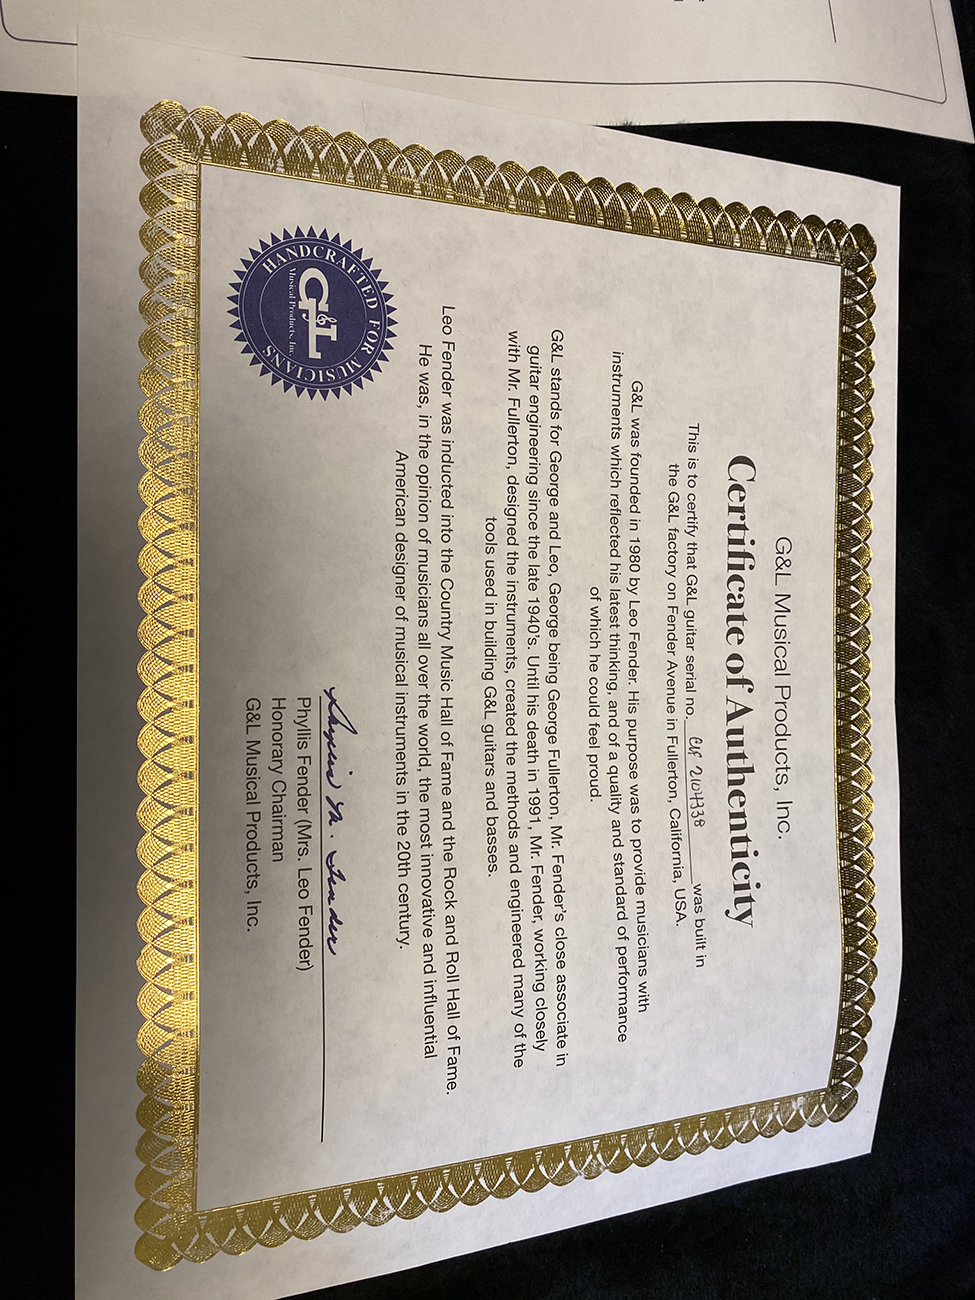 G&L Musical Products, Inc.
Certificate of Authenticity
This is to certify that G&L guitar serial no. CLF 2104338 was built in
the G&L factory on Fender Avenue in Fullerton, California, USA.
G&L was founded in 1980 by Leo Fender. His purpose was to provide musicians with
instruments which reflected his latest thinking, and of a quality and standard of performance
of which he could feel proud.
G&L stands for George and Leo, George being George Fullerton, Mr. Fender's close associate in
guitar engineering since the late 1940's. Until his death in 1991, Mr. Fender, working closely
with Mr. Fullerton, designed the instruments, created the methods and engineered many of the
tools used in building G&L guitars and basses.
Leo Fender was inducted into the Country Music Hall of Fame and the Rock and Roll Hall of Fame.
He was, in the opinion of musicians all over the world, the most innovative and influential
American designer of musical instruments in the 20th century.
HANDCRAFTED FOR MUSICIANS
G&L
Musical Products, Inc.
Phyllis M. Fender
Phyllis Fender (Mrs. Leo Fender)
Honorary Chairman
G&L Musical Products, Inc.